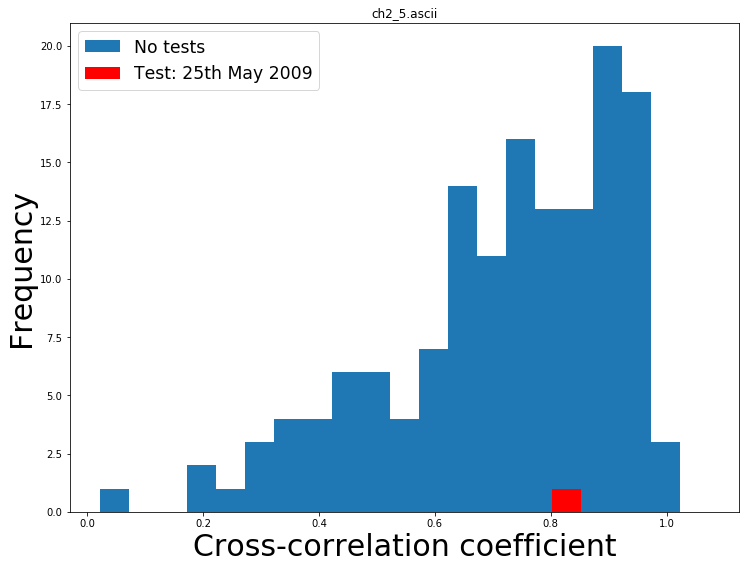 ch2_5.ascii
No tests
Test: 25th May 2009
20.0
17.5
15.0
12.5
10.0
7.5
5.0
2.5
0.0
Frequency
0.0 0.2 0.4 0.6 0.8 1.0
Cross-correlation coefficient